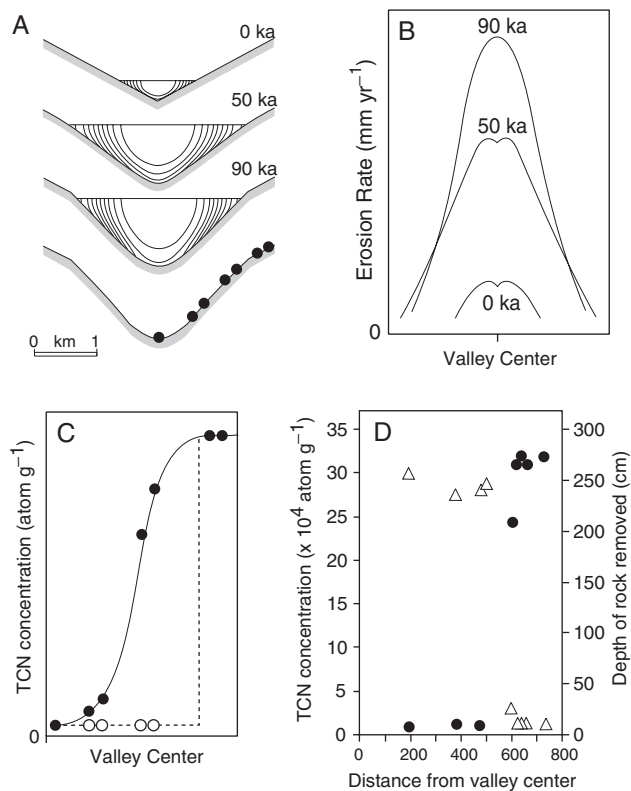 A
0 ka
50 ka
90 ka
0 km 1
B
90 ka
50 ka
0 ka
Erosion Rate (mm yr⁻¹)
0
Valley Center
C
TCN concentration (atom g⁻¹)
0
Valley Center
D
35
30
25
20
15
10
5
0
TCN concentration (x 10⁴ atom g⁻¹)
300
250
200
150
100
50
0
Depth of rock removed (cm)
0 200 400 600 800
Distance from valley center